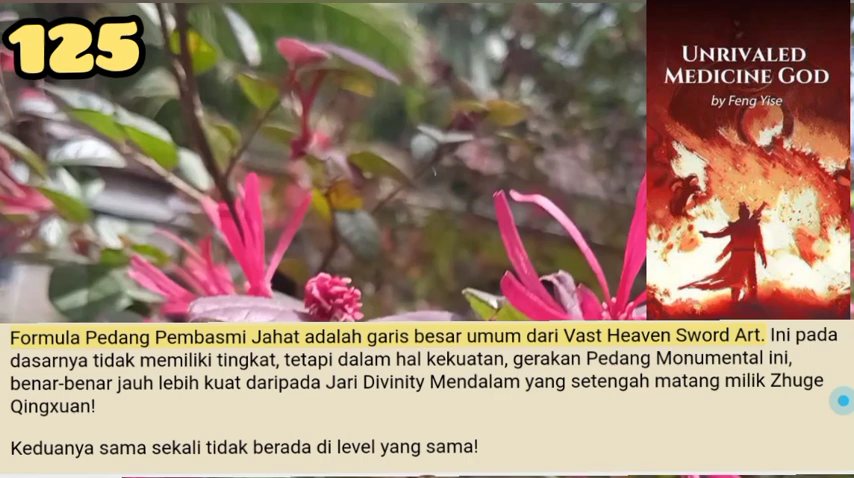 125
UNRIVALED
MEDICINE GOD
by Feng Yise
Formula Pedang Pembasmi Jahat adalah garis besar umum dari Vast Heaven Sword Art. Ini pada
dasarnya tidak memiliki tingkat, tetapi dalam hal kekuatan, gerakan Pedang Monumental ini,
benar-benar jauh lebih kuat daripada Jari Divinity Mendalam yang setengah matang milik Zhuge
Qingxuan!
Keduanya sama sekali tidak berada di level yang sama!